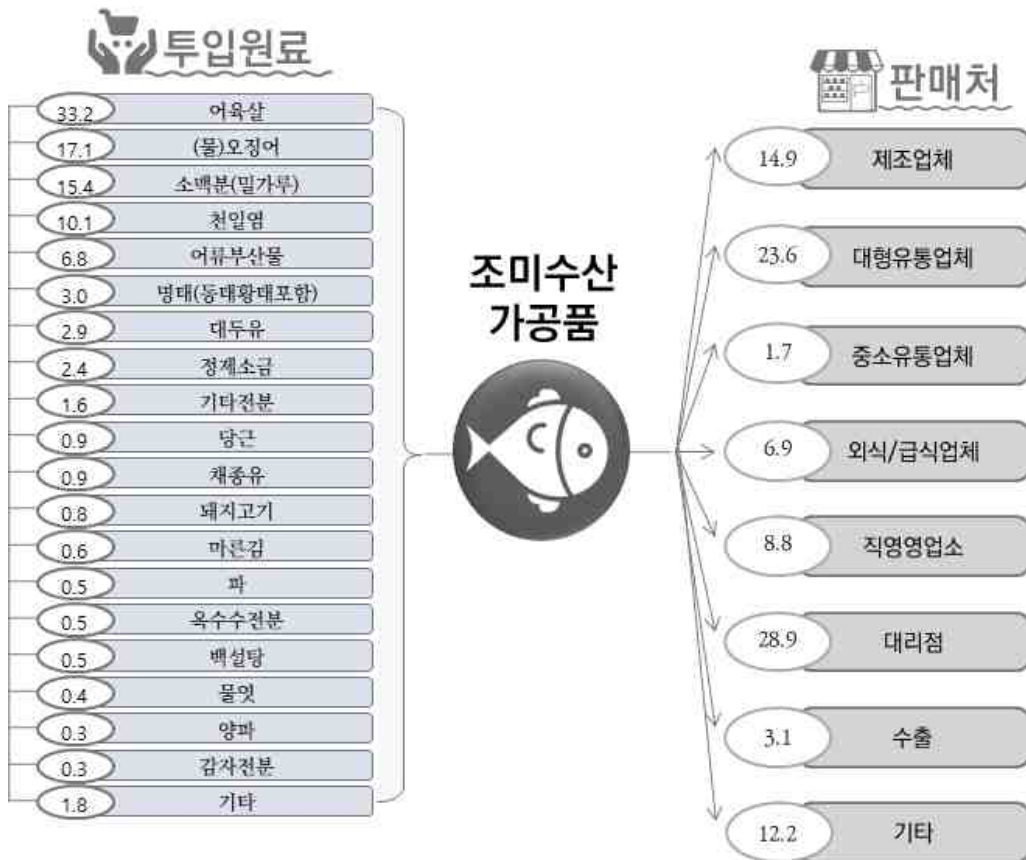 투입원료
33.2 어육살
17.1 (물)오징어
15.4 소맥분(밀가루)
10.1 천일염
6.8 어류부산물
3.0 명태(동태황태포함)
2.9 대두유
2.4 정제소금
1.6 기타전분
0.9 당근
0.9 채종유
0.8 돼지고기
0.6 마른김
0.5 파
0.5 옥수수전분
0.5 백설탕
0.4 물엿
0.3 양파
0.3 감자전분
1.8 기타
조미수산
가공품
판매처
14.9 제조업체
23.6 대형유통업체
1.7 중소유통업체
6.9 외식/급식업체
8.8 직영영업소
28.9 대리점
3.1 수출
12.2 기타